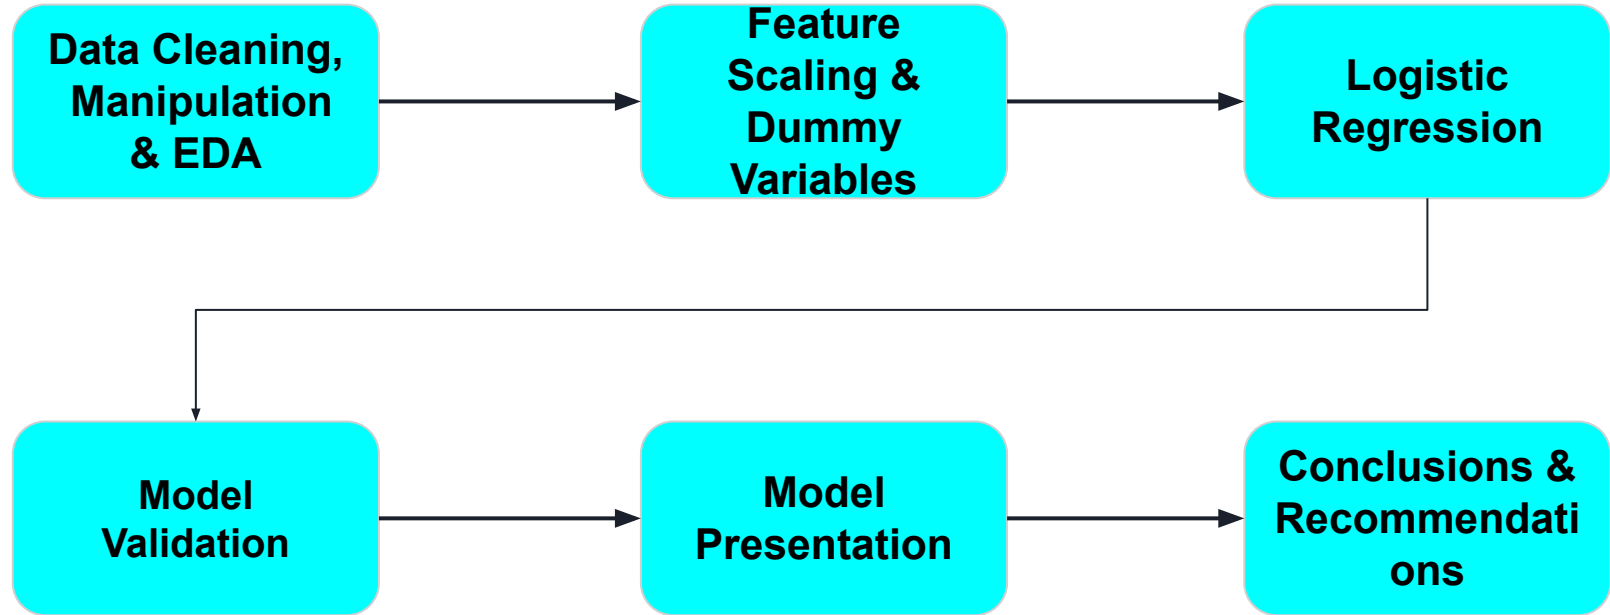 Data Cleaning,
Manipulation
& EDA
Feature
Scaling &
Dummy
Variables
Logistic
Regression
Model
Validation
Model
Presentation
Conclusions &
Recommendati
ons